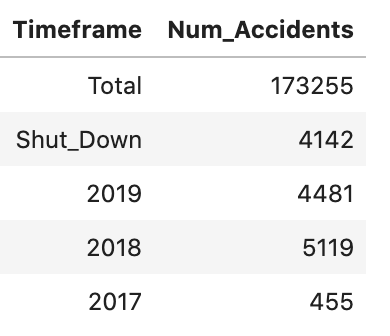 Timeframe Num_Accidents
Total 173255
Shut_Down 4142
2019 4481
2018 5119
2017 455